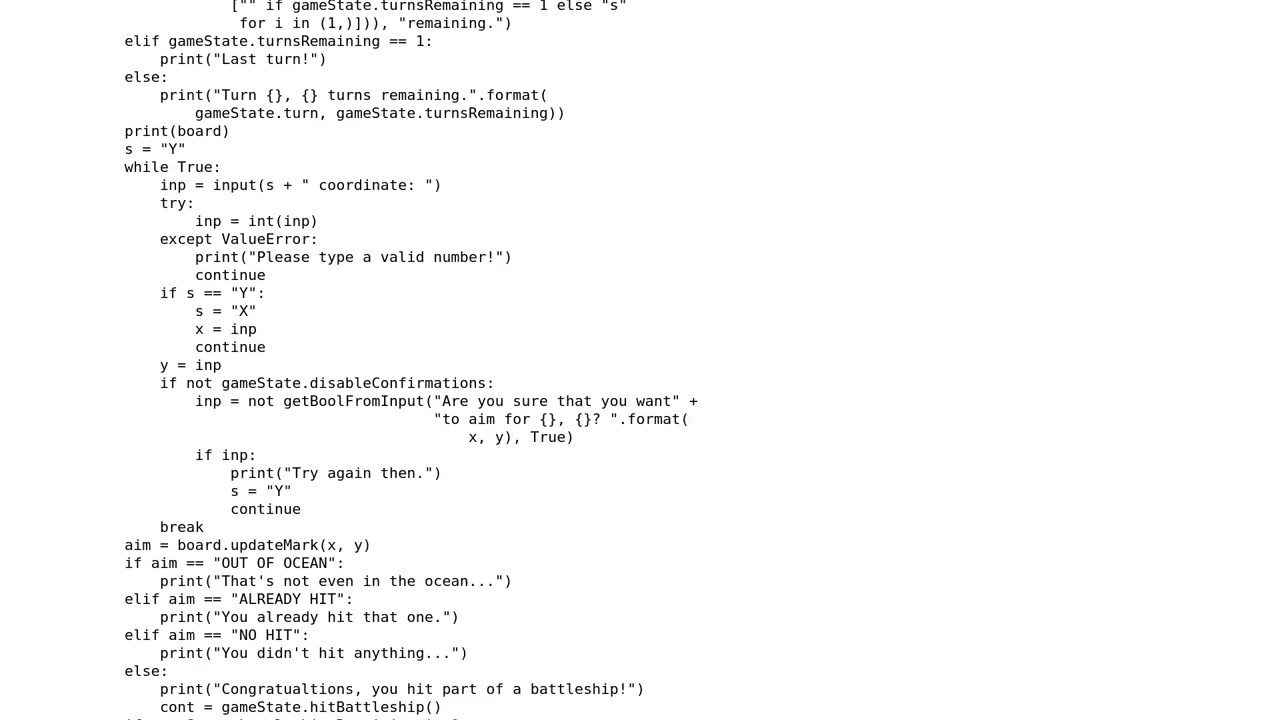 ["" if gameState.turnsRemaining == 1 else "s"
for i in (1,)])), "remaining.")
elif gameState.turnsRemaining == 1:
print("Last turn!")
else:
print("Turn {}, {} turns remaining.".format(
gameState.turn, gameState.turnsRemaining))
print(board)
s = "Y"
while True:
inp = input(s + " coordinate: ")
try:
inp = int(inp)
except ValueError:
print("Please type a valid number!")
continue
if s == "Y":
s = "X"
x = inp
continue
y = inp
if not gameState.disableConfirmations:
inp = not getBoolFromInput("Are you sure that you want" +
"to aim for {}, {}? ".format(
x, y), True)
if inp:
print("Try again then.")
s = "Y"
continue
break
aim = board.updateMark(x, y)
if aim == "OUT OF OCEAN":
print("That's not even in the ocean...")
elif aim == "ALREADY HIT":
print("You already hit that one.")
elif aim == "NO HIT":
print("You didn't hit anything...")
else:
print("Congratualtions, you hit part of a battleship!")
cont = gameState.hitBattleship()